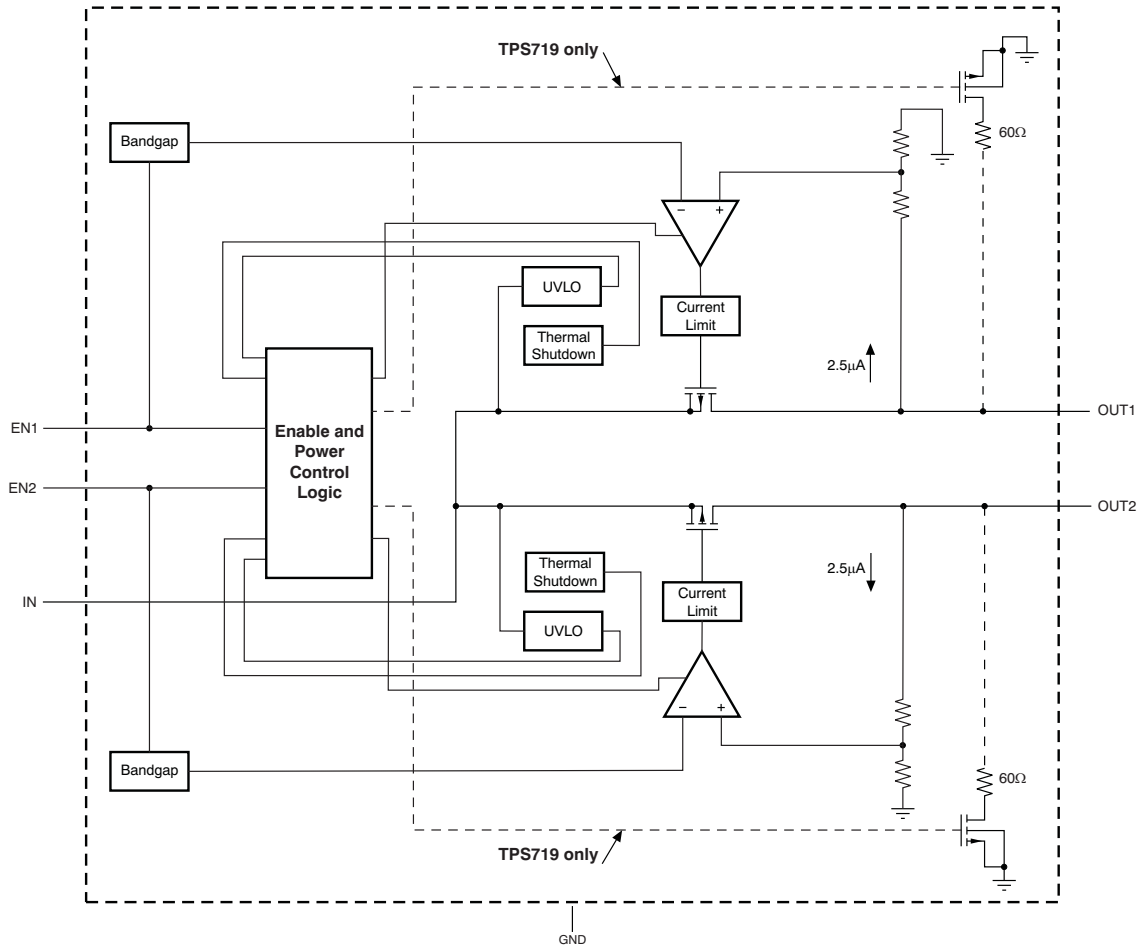 TPS719 only
Bandgap
60Ω
−
+
UVLO
Current
Limit
Thermal
Shutdown
2.5µA
OUT1
EN1
Enable and
Power
Control
Logic
EN2
OUT2
Thermal
Shutdown
2.5µA
IN
Current
Limit
UVLO
−
+
Bandgap
60Ω
TPS719 only
GND